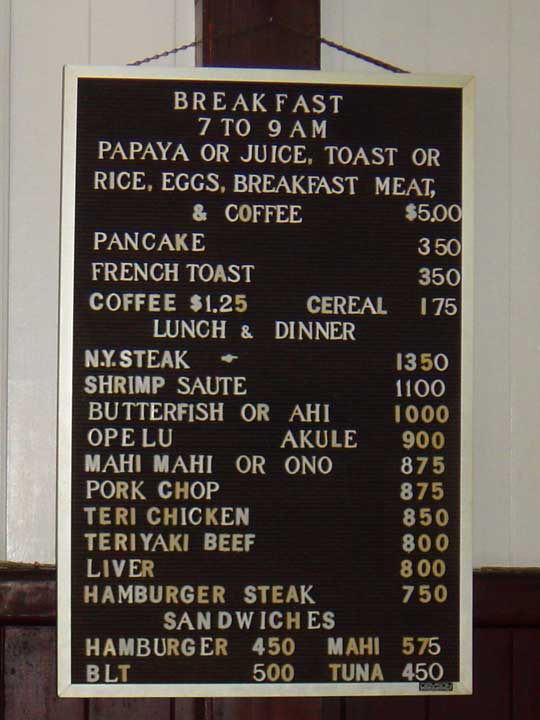 BREAKFAST
7 TO 9 AM
PAPAYA OR JUICE, TOAST OR
RICE, EGGS, BREAKFAST MEAT,
& COFFEE $5.00
PANCAKE 350
FRENCH TOAST 350
COFFEE $1.25 CEREAL 175
LUNCH & DINNER
N.Y. STEAK 1350
SHRIMP SAUTE 1100
BUTTERFISH OR AHI 1000
OPELU AKULE 900
MAHI MAHI OR ONO 875
PORK CHOP 875
TERI CHICKEN 850
TERIYAKI BEEF 800
LIVER 800
HAMBURGER STEAK 750
SANDWICHES
HAMBURGER 450 MAHI 575
BLT 500 TUNA 450